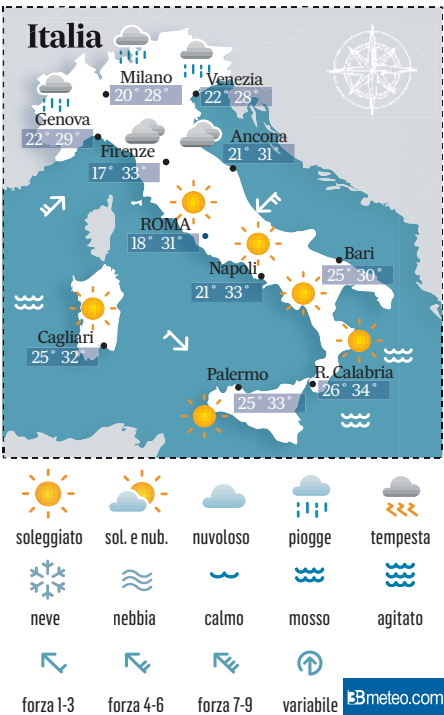 Italia
Milano
20° 28°
Venezia
22° 28°
Genova
22° 29°
Firenze
17° 33°
Ancona
21° 31°
ROMA
18° 31°
Napoli
21° 33°
Bari
25° 30°
Cagliari
25° 32°
Palermo
25° 33°
R. Calabria
26° 34°
soleggiato sol. e nub. nuvoloso piogge tempesta
neve nebbia calmo mosso agitato
forza 1-3 forza 4-6 forza 7-9 variabile
3Bmeteo.com